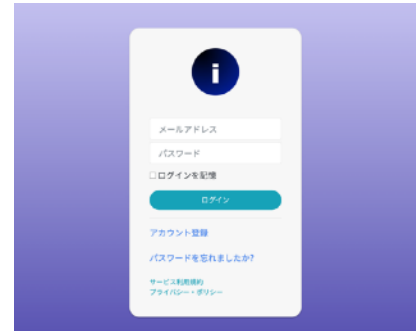 i
メールアドレス
パスワード
ログインを記憶
ログイン
アカウント登録
パスワードを忘れましたか?
サービス利用規約
プライバシー・ポリシー